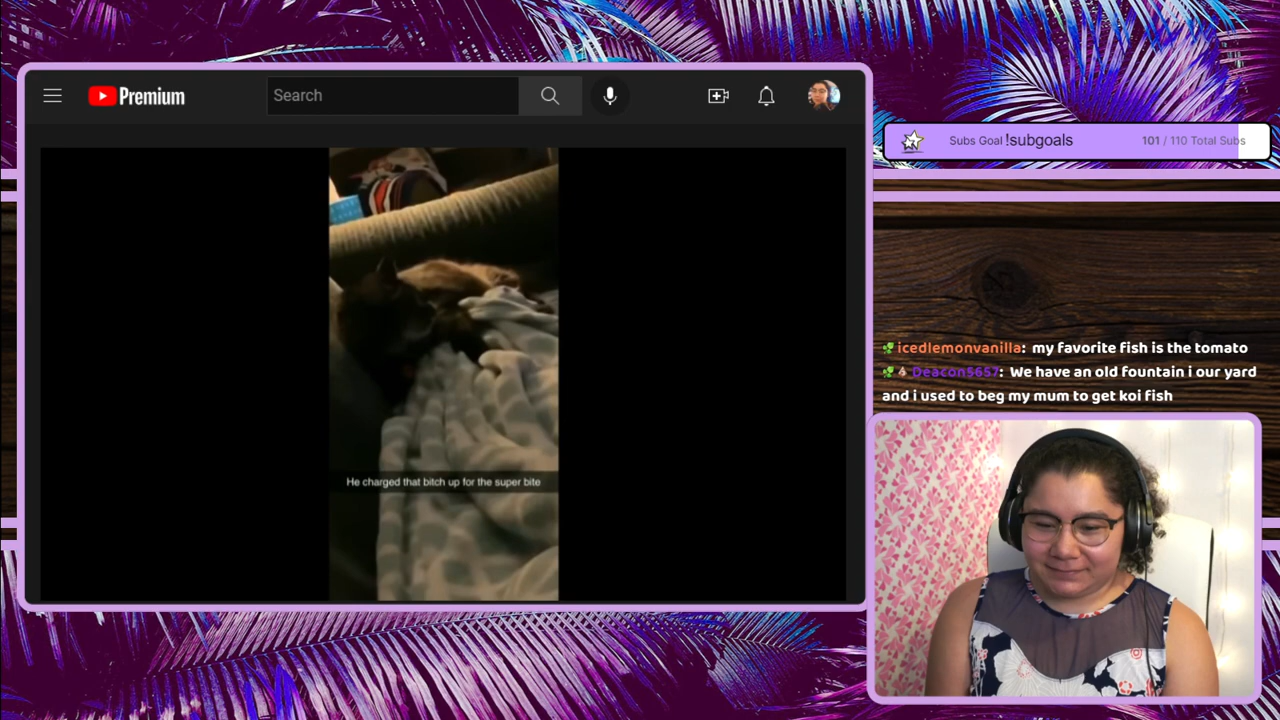 Premium
Search
Subs Goal !subgoals 101 / 110 Total Subs
He charged that bitch up for the super bite
icedlemonvanilla: my favorite fish is the tomato
Deacon5657: We have an old fountain i our yard
and i used to beg my mum to get koi fish